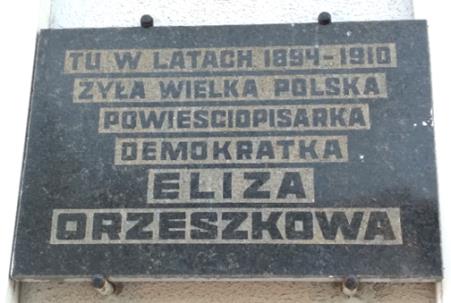 TU W LATACH 1894-1910
ŻYŁA WIELKA POLSKA
POWIEŚCIOPISARKA
DEMOKRATKA
ELIZA
ORZESZKOWA